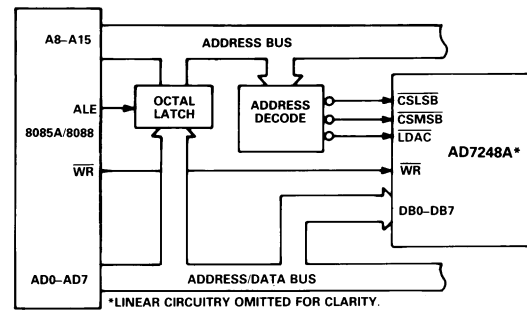 A8–A15
ADDRESS BUS
ALE
OCTAL
LATCH
ADDRESS
DECODE
CSLSB
CSMSB
LDAC
8085A/8088
AD7248A*
WR
WR
DB0–DB7
AD0–AD7
ADDRESS/DATA BUS
*LINEAR CIRCUITRY OMITTED FOR CLARITY.